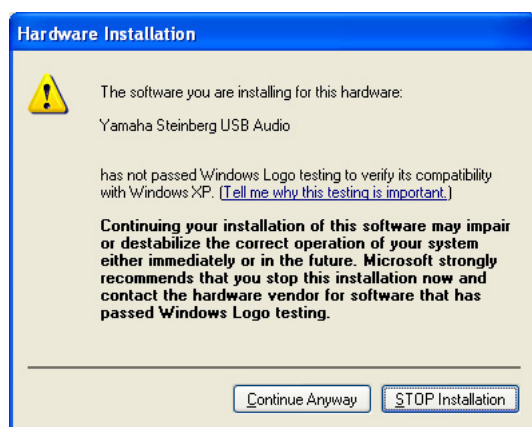 Hardware Installation
The software you are installing for this hardware:
Yamaha Steinberg USB Audio
has not passed Windows Logo testing to verify its compatibility
with Windows XP. (Tell me why this testing is important.)
Continuing your installation of this software may impair
or destabilize the correct operation of your system
either immediately or in the future. Microsoft strongly
recommends that you stop this installation now and
contact the hardware vendor for software that has
passed Windows Logo testing.
Continue Anyway STOP Installation